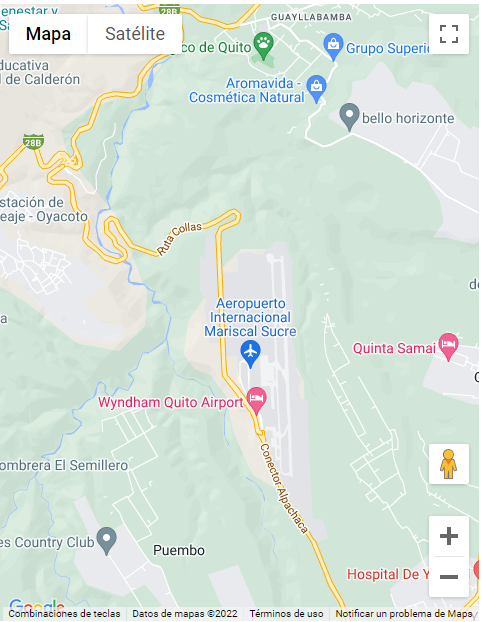 GUAYLLABAMBA
28B
Mapa
Satélite
co de Quito
Grupo Superio
Aromavida -
Cosmética Natural
bello horizonte
ducativa
l de Calderón
28B
stación de
eaje - Oyacoto
Ruta Collas
Aeropuerto
Internacional
Mariscal Sucre
Quinta Samai
Wyndham Quito Airport
Conector Alpachaca
ombrera El Semillero
es Country Club
Puembo
Hospital De Y
Google
Combinaciones de teclas
Datos de mapas ©2022
Términos de uso
Notificar un problema de Maps